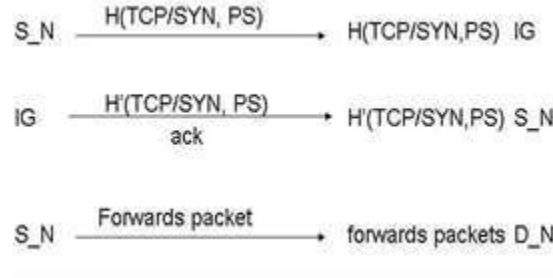 S_N H(TCP/SYN, PS) H(TCP/SYN,PS) IG
IG H'(TCP/SYN, PS) H'(TCP/SYN,PS) S_N
ack
S_N Forwards packet forwards packets D_N